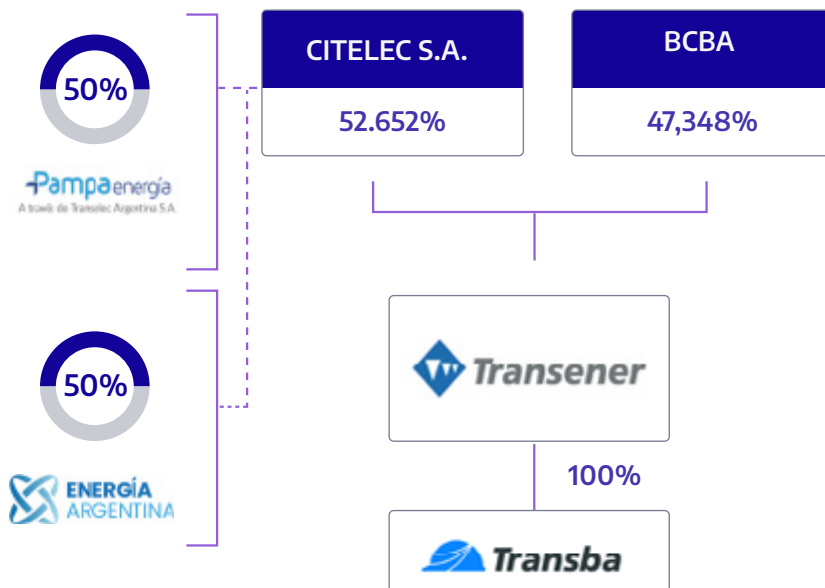 50%
Pampa energía
A través de Transelec Argentina S.A.
CITELEC S.A.
52.652%
BCBA
47,348%
50%
ENERGÍA
ARGENTINA
Transener
100%
Transba